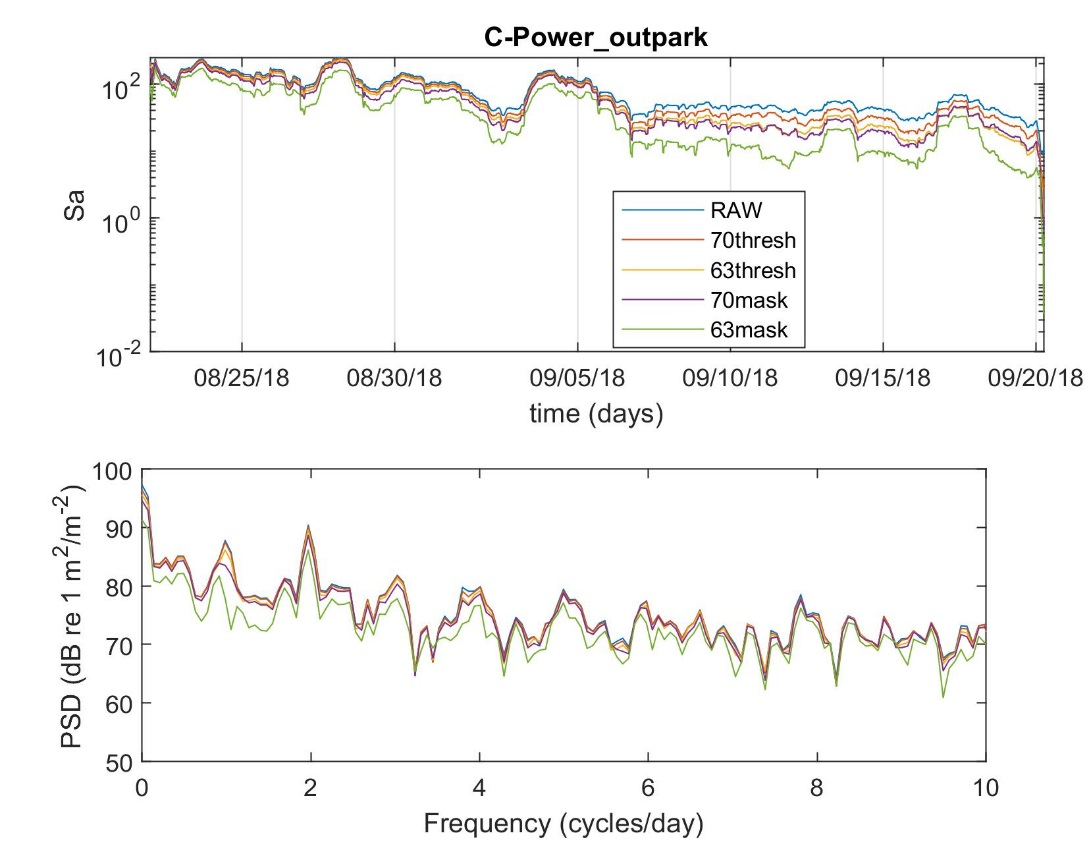 C-Power_outpark
Sa
10^2
10^0
10^-2
RAW
70thresh
63thresh
70mask
63mask
08/25/18 08/30/18 09/05/18 09/10/18 09/15/18 09/20/18
time (days)
PSD (dB re 1 m^2/m^-2)
100
90
80
70
60
50
0 2 4 6 8 10
Frequency (cycles/day)